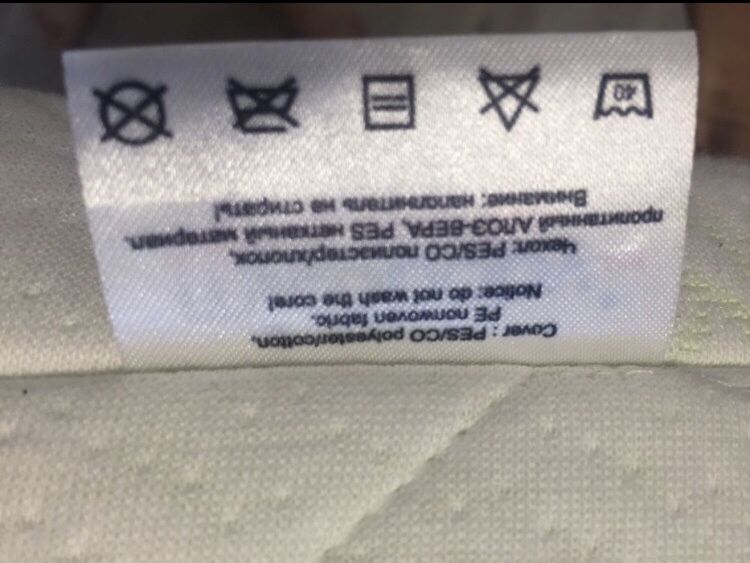 Cover : PES/CO polyester/cotton,
PE nonwoven fabric.
Notice: do not wash the core!
Чехол: PES/CO полиэстер/хлопок,
пропитанный АЛОЭ-ВЕРА, PES нетканый материал.
Внимание: наполнитель не стирать!
40